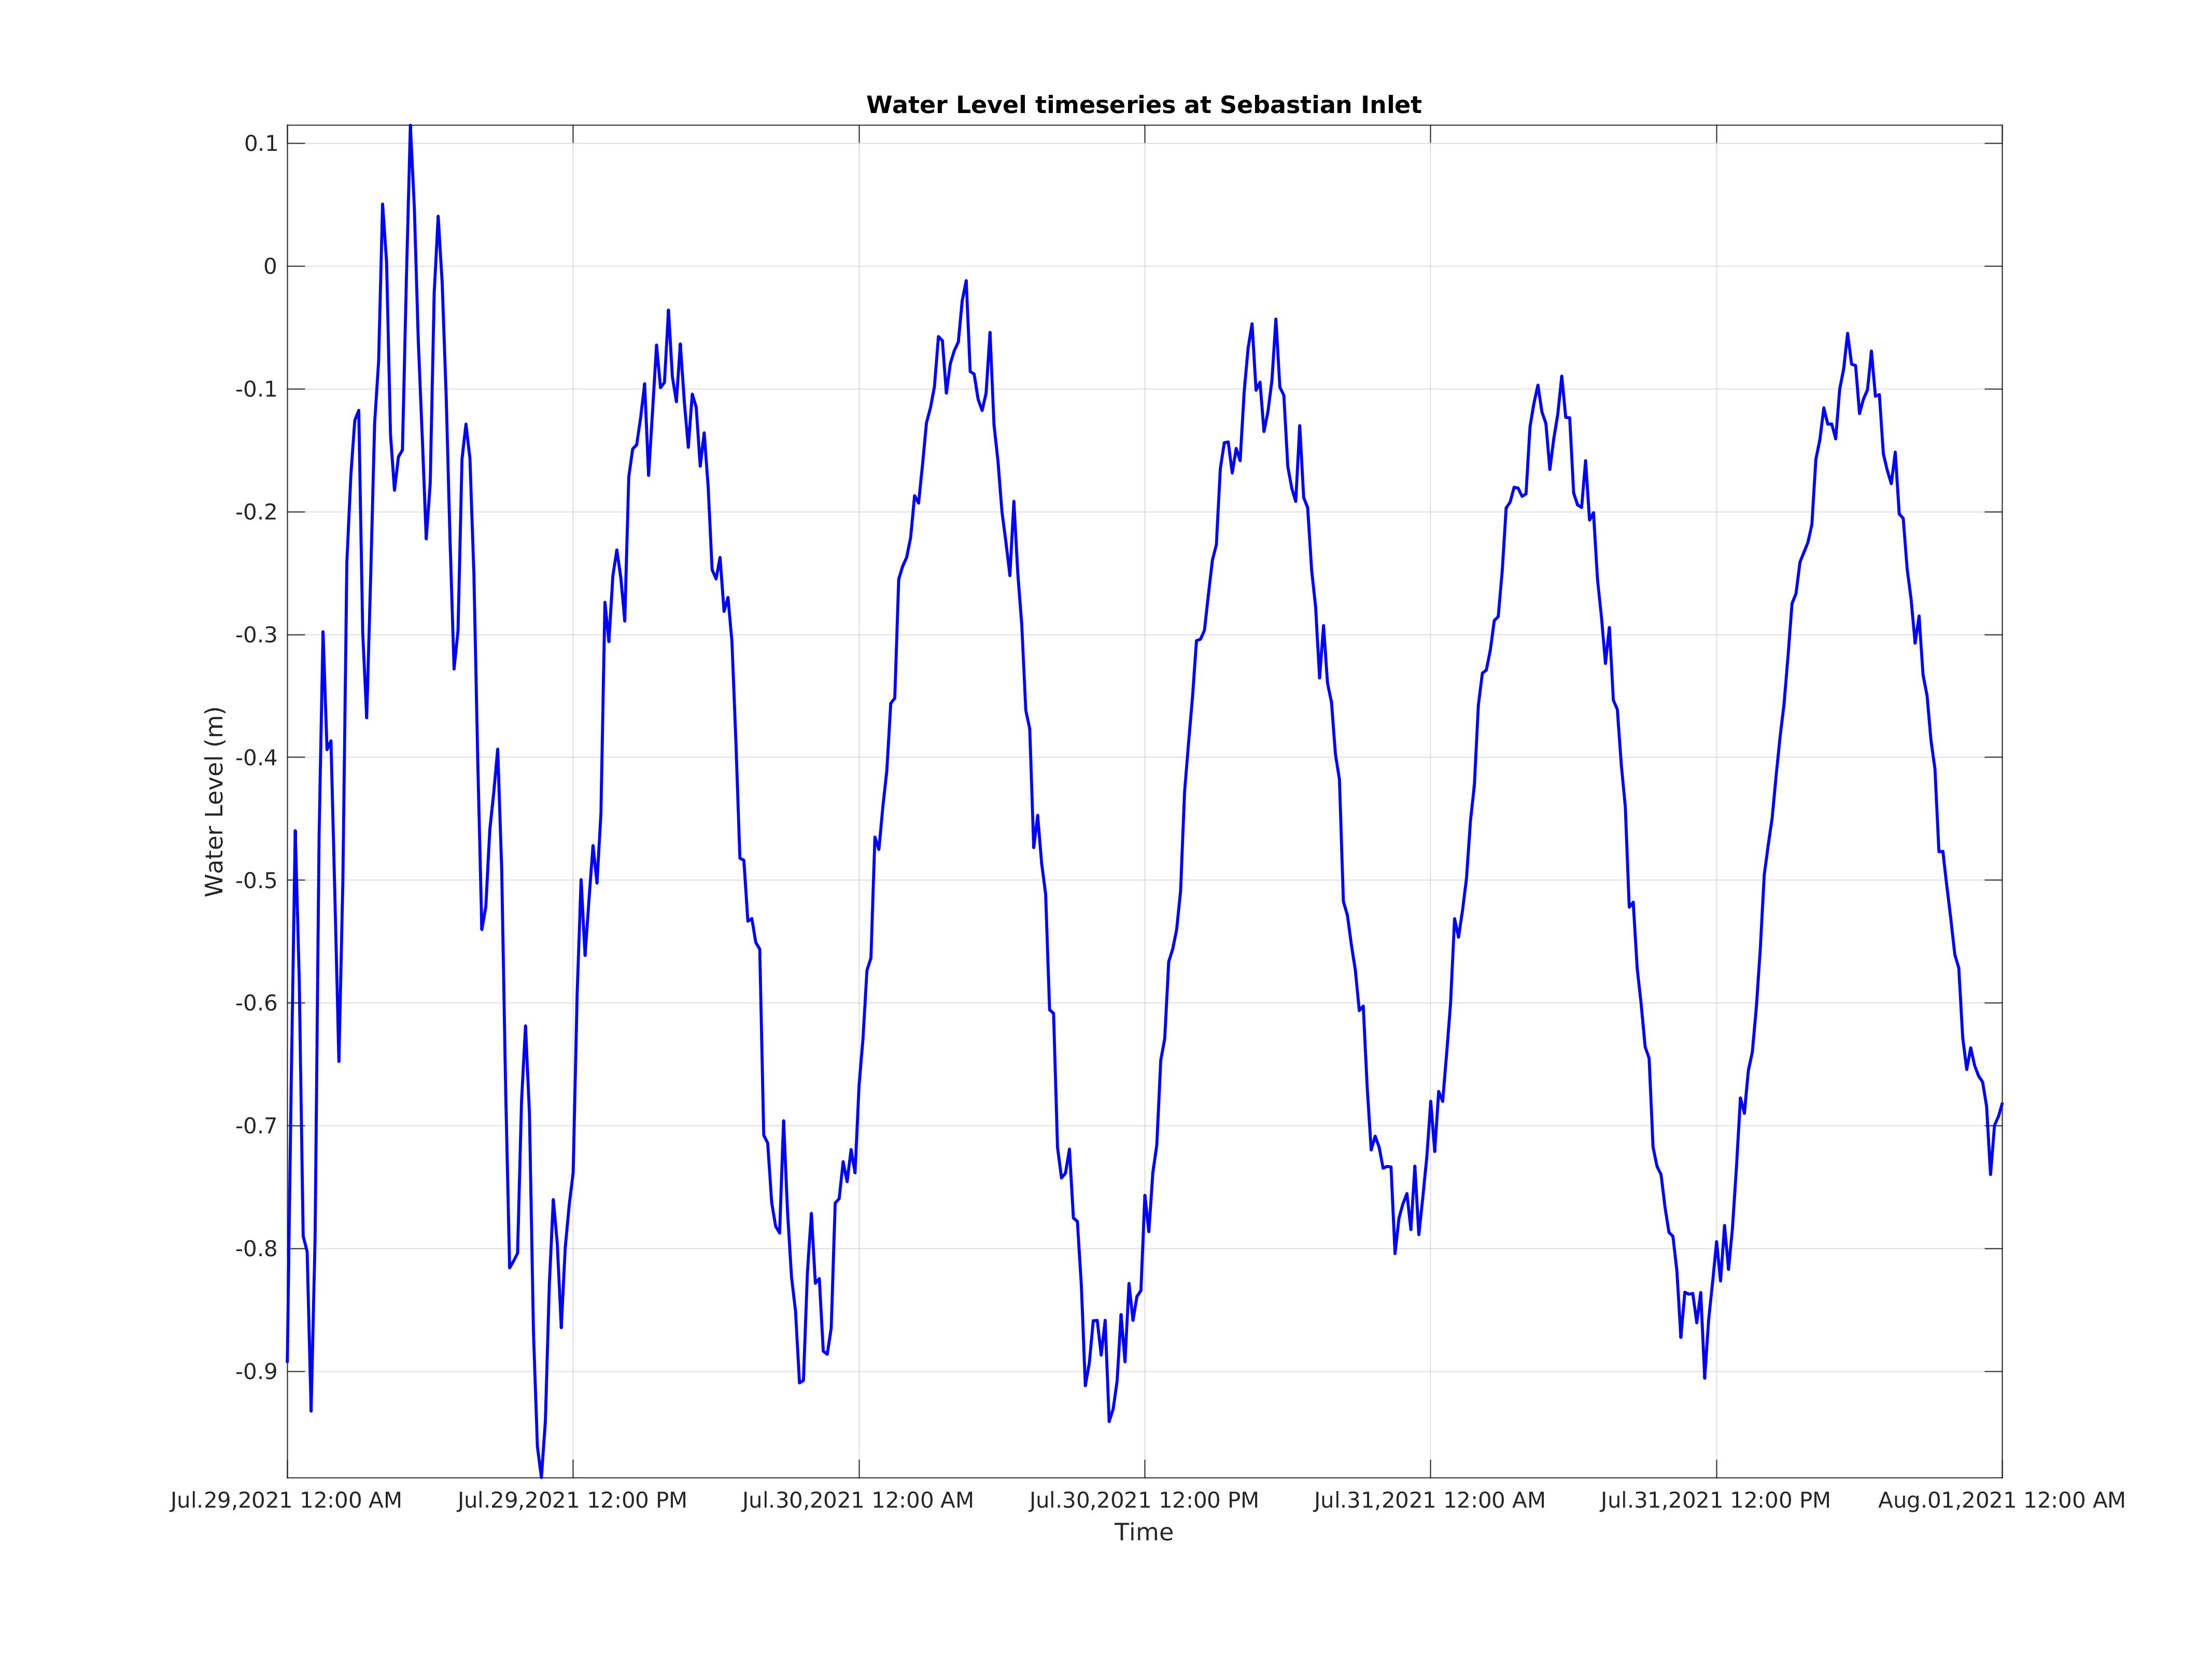 Water Level timeseries at Sebastian Inlet
0.1
0
-0.1
-0.2
-0.3
-0.4
-0.5
-0.6
-0.7
-0.8
-0.9
Water Level (m)
Jul.29,2021 12:00 AM
Jul.29,2021 12:00 PM
Jul.30,2021 12:00 AM
Jul.30,2021 12:00 PM
Jul.31,2021 12:00 AM
Jul.31,2021 12:00 PM
Aug.01,2021 12:00 AM
Time